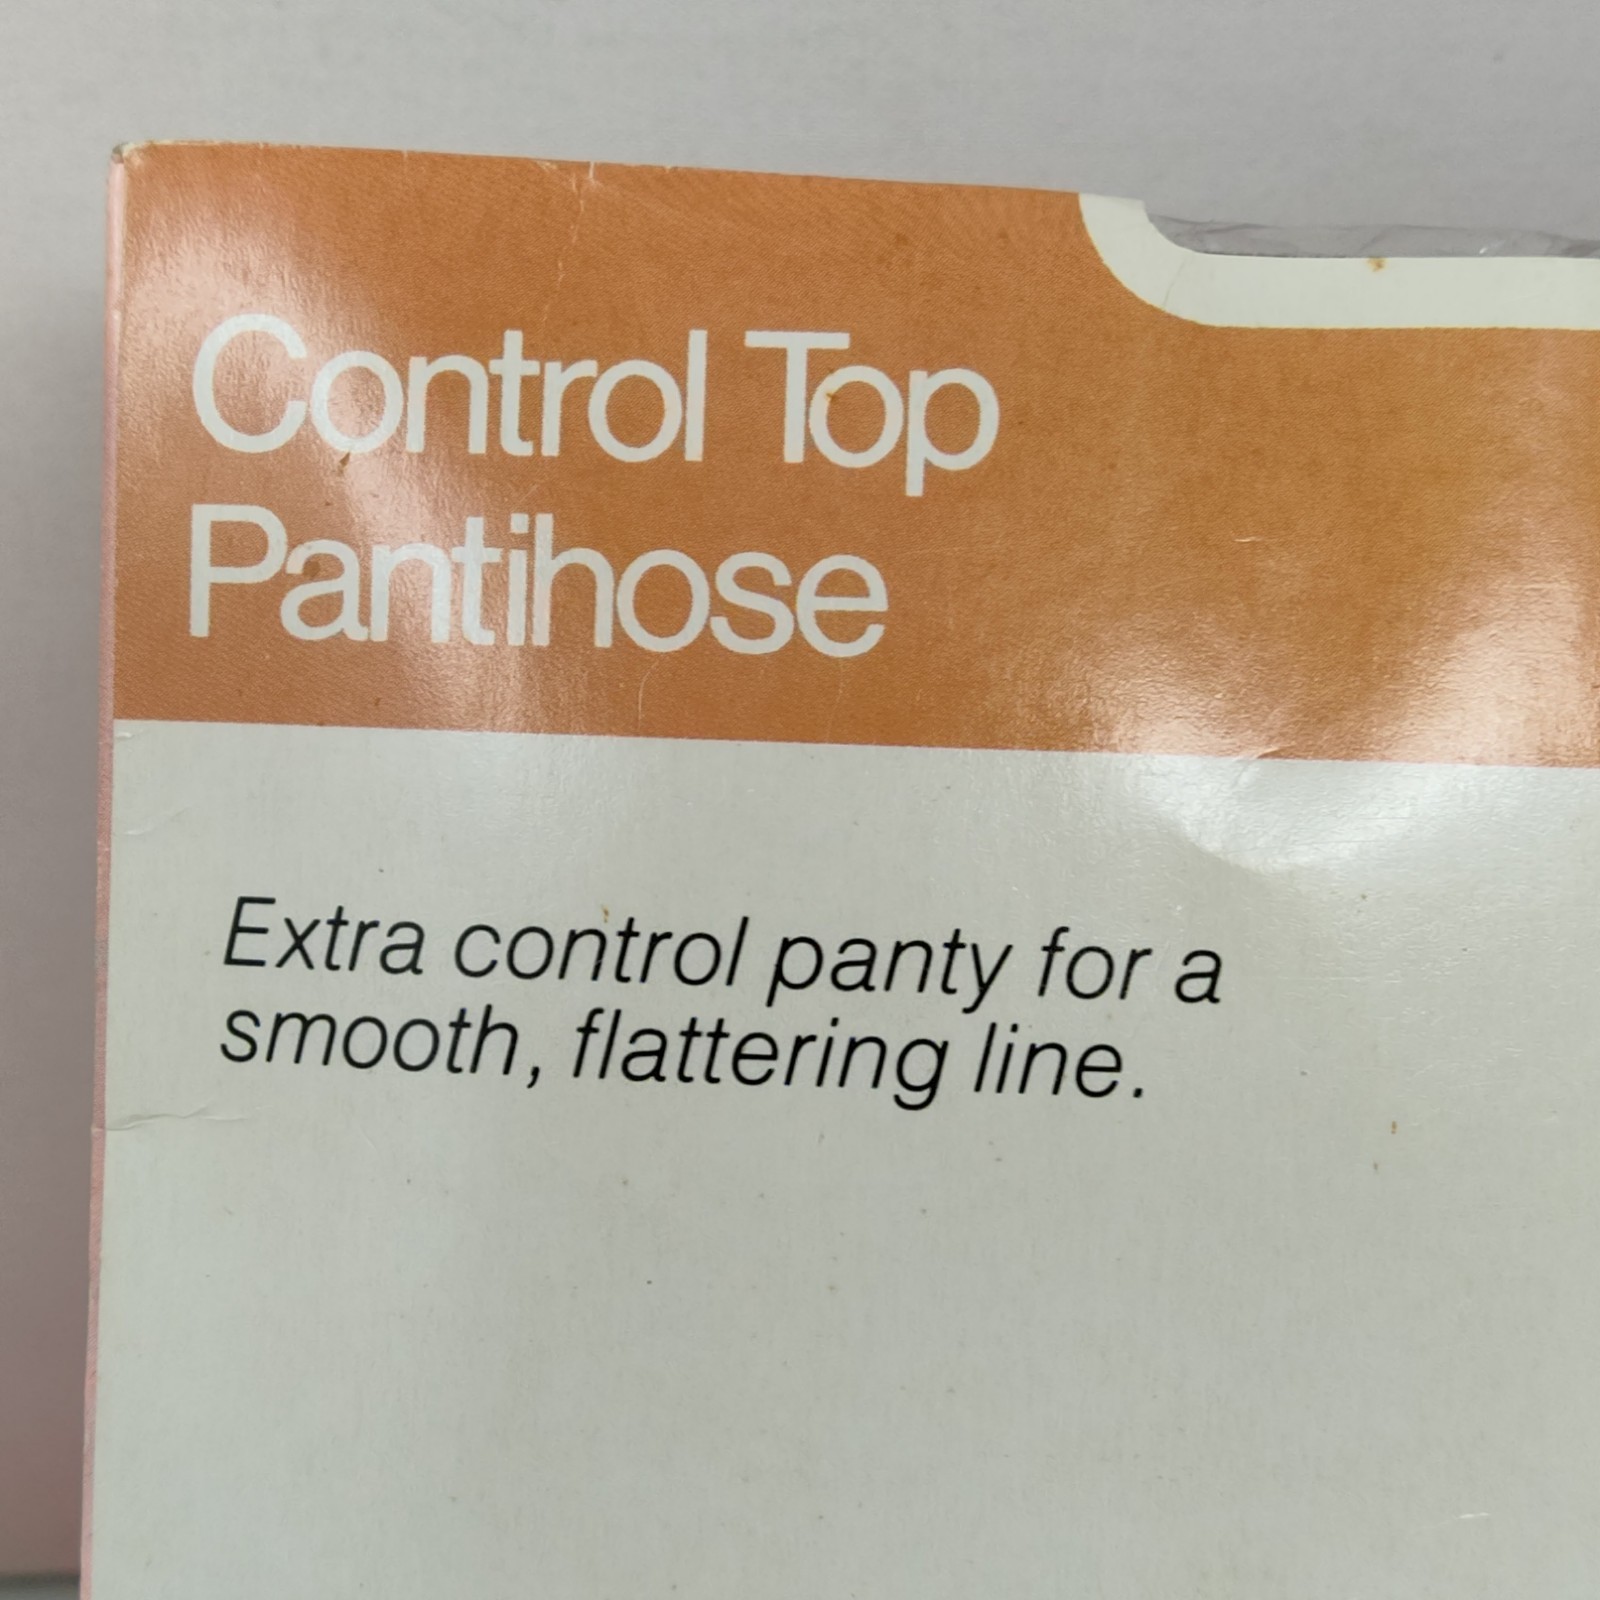 Control Top
Pantihose
Extra control panty for a
smooth, flattering line.